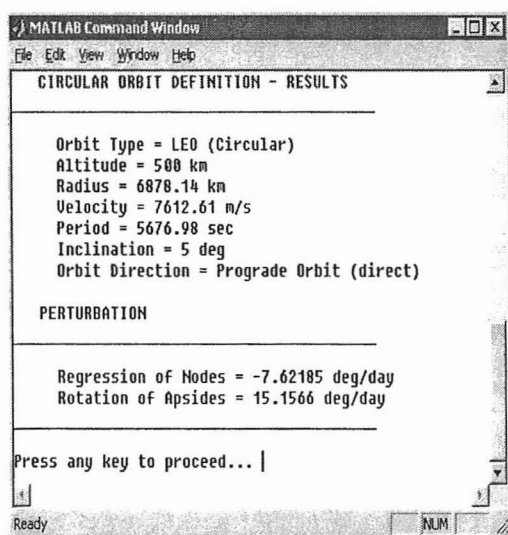 MATLAB Command Window
File Edit View Window Help
CIRCULAR ORBIT DEFINITION - RESULTS
Orbit Type = LEO (Circular)
Altitude = 500 km
Radius = 6878.14 km
Velocity = 7612.61 m/s
Period = 5676.98 sec
Inclination = 5 deg
Orbit Direction = Prograde Orbit (direct)
PERTURBATION
Regression of Nodes = -7.62185 deg/day
Rotation of Apsides = 15.1566 deg/day
Press any key to proceed... |
Ready NUM